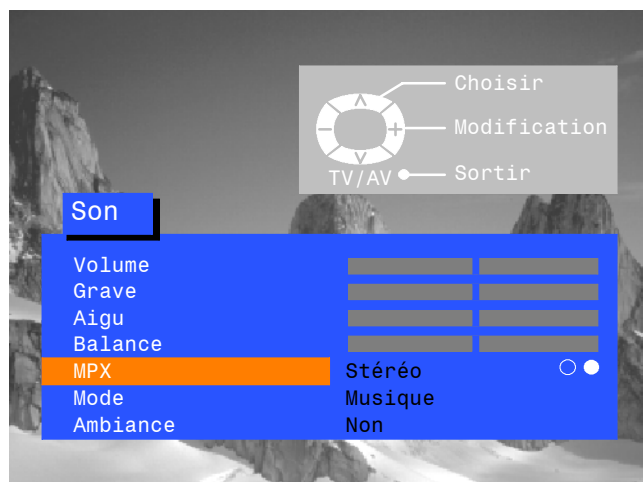 Choisir
Modification
TV/AV Sortir
Son
Volume
Grave
Aigu
Balance
MPX Stéréo
Mode Musique
Ambiance Non